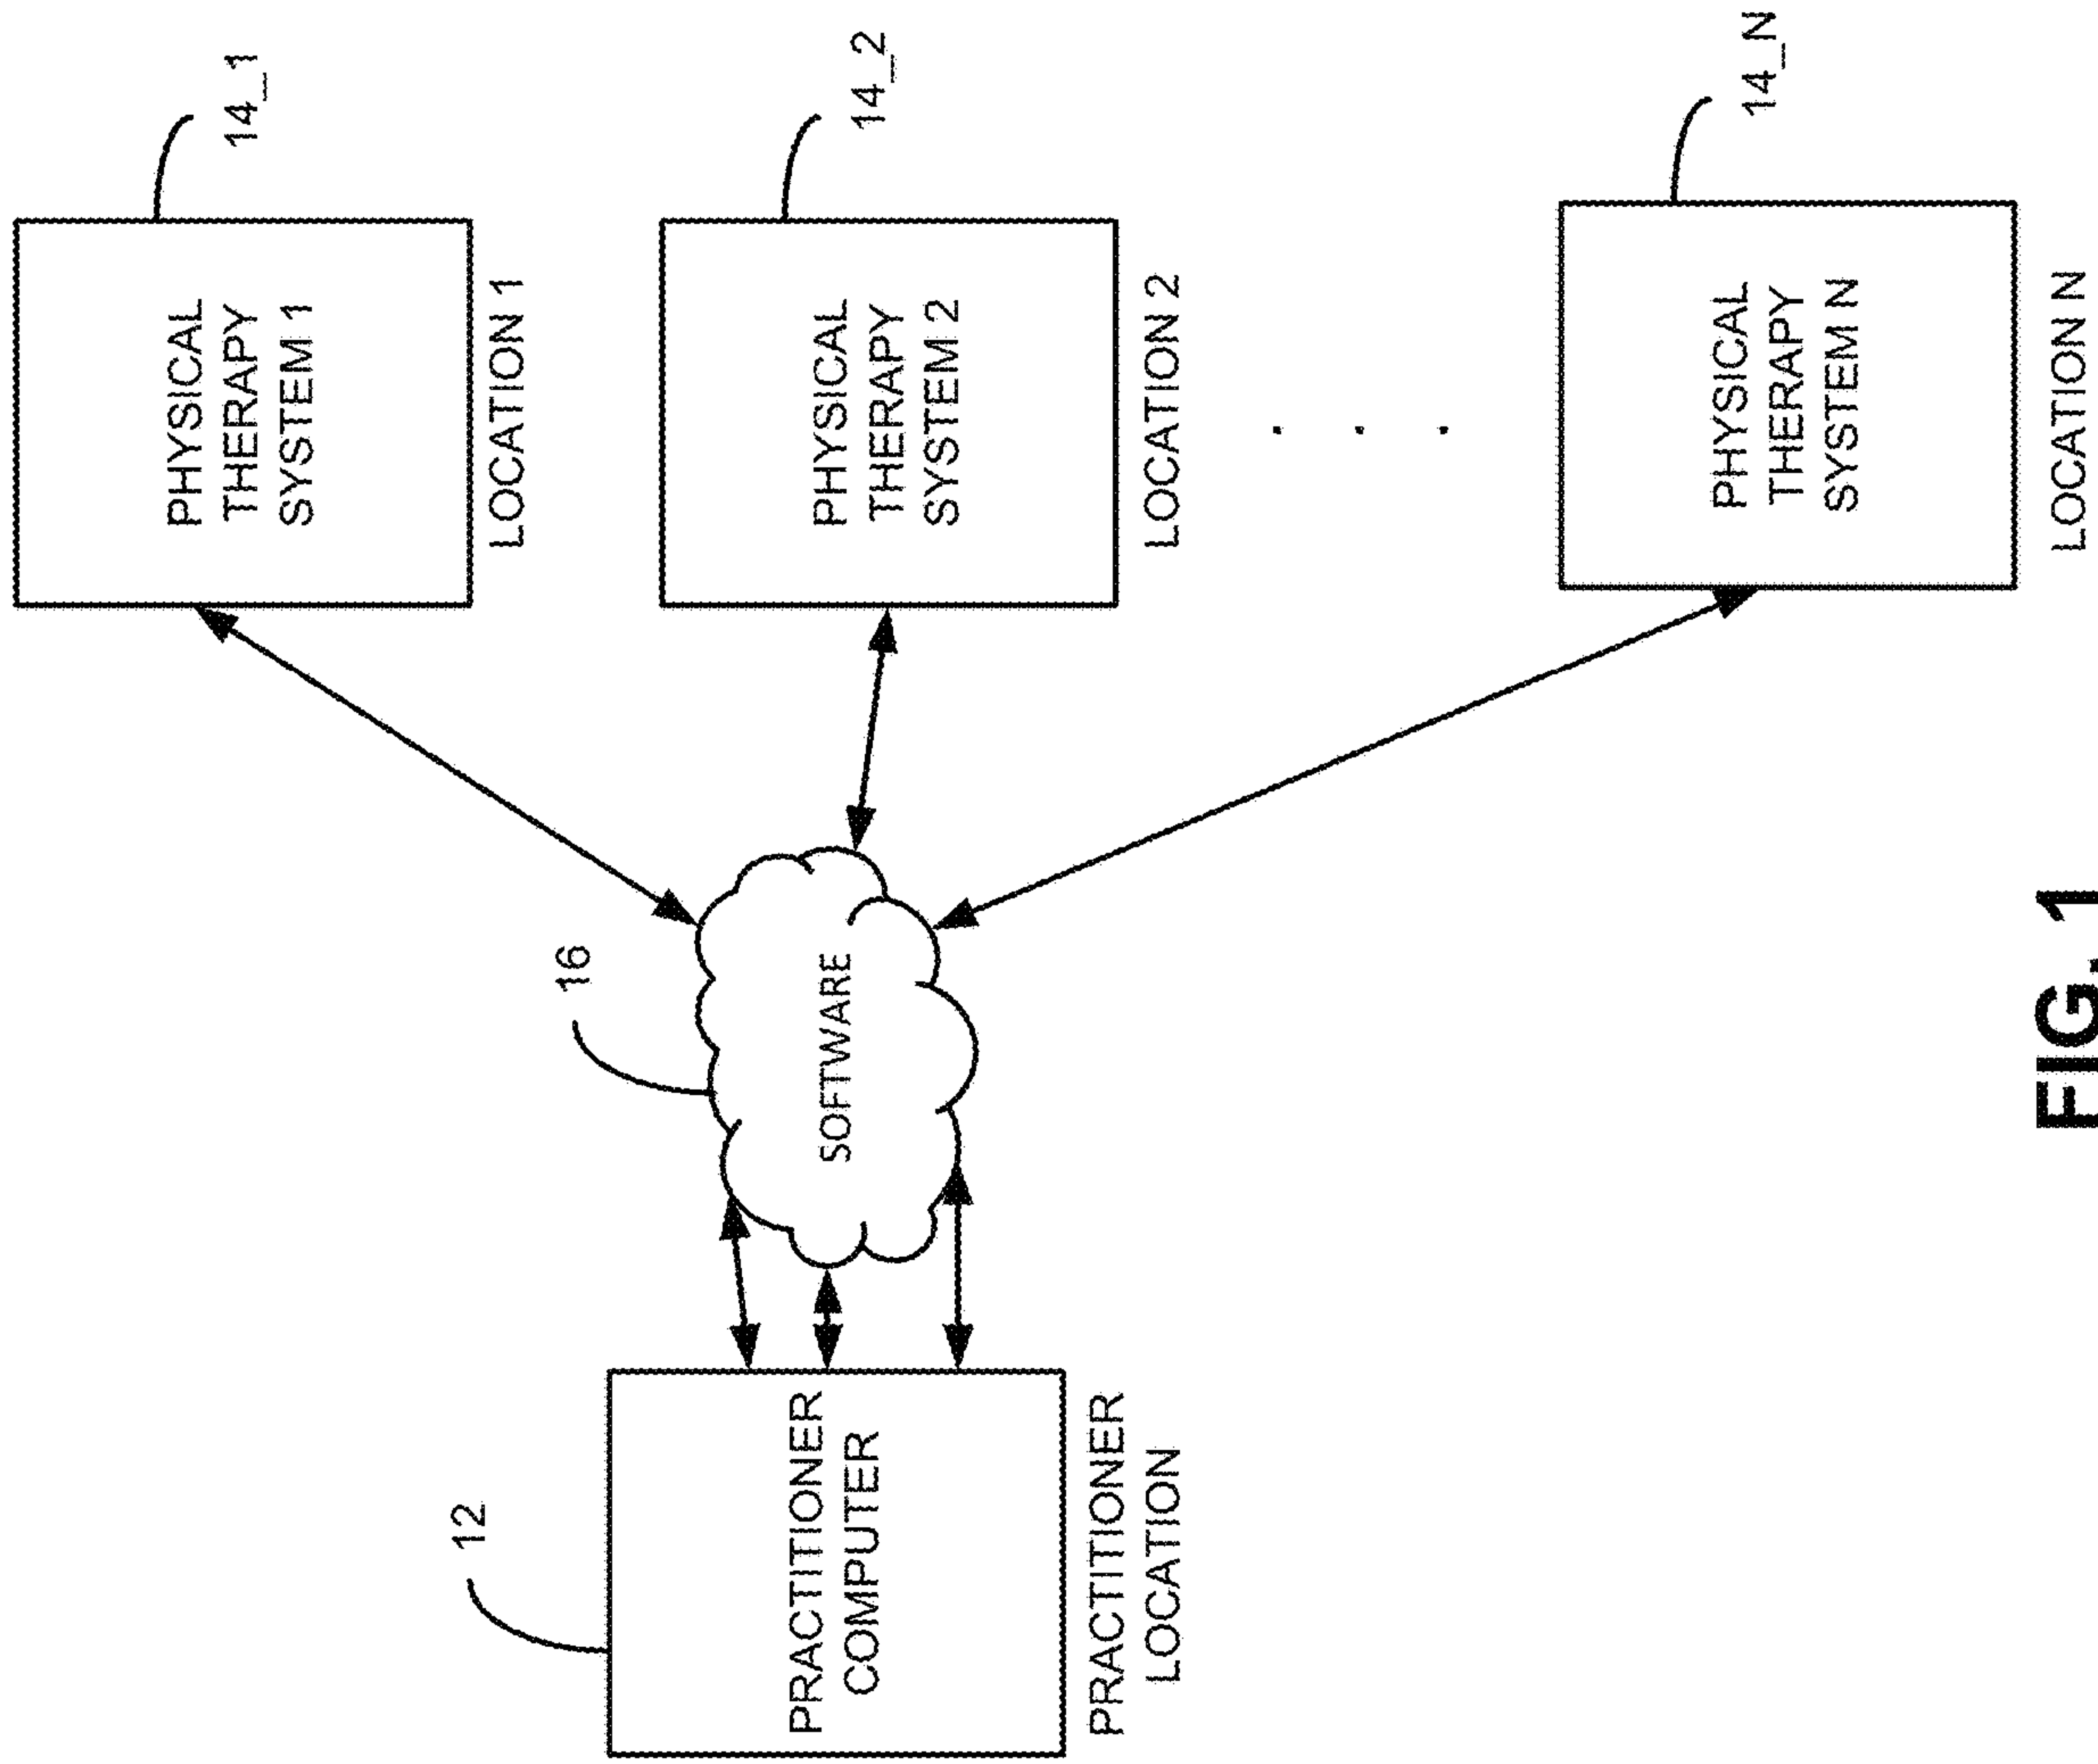 14_1
PHYSICAL
THERAPY
SYSTEM 1
LOCATION 1
14_2
PHYSICAL
THERAPY
SYSTEM 2
LOCATION 2
. . .
14_N
PHYSICAL
THERAPY
SYSTEM N
LOCATION N
16
SOFTWARE
12
PRACTITIONER
COMPUTER
PRACTITIONER
LOCATION
FIG. 1